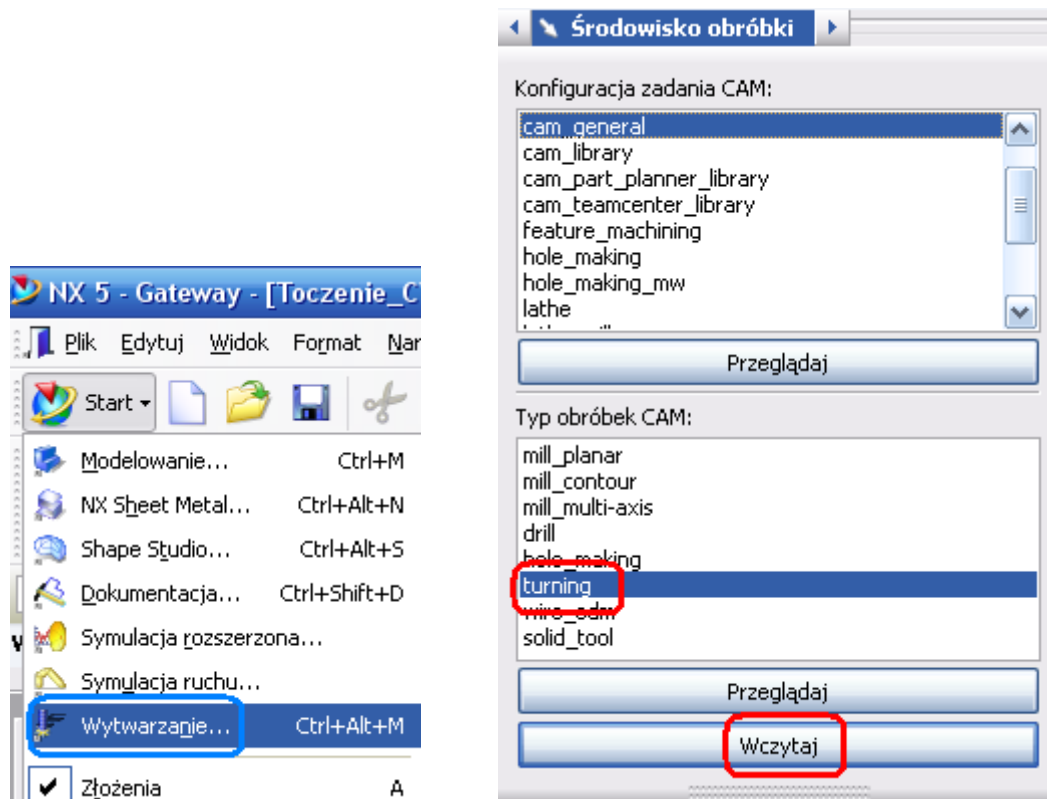 NX 5 - Gateway - [Toczenie_C
Plik Edytuj Widok Format Nar
Start
Modelowanie... Ctrl+M
NX Sheet Metal... Ctrl+Alt+N
Shape Studio... Ctrl+Alt+S
Dokumentacja... Ctrl+Shift+D
Symulacja rozszerzona...
Symulacja ruchu...
Wytwarzanie... Ctrl+Alt+M
Złożenia A
Środowisko obróbki
Konfiguracja zadania CAM:
cam_general
cam_library
cam_part_planner_library
cam_teamcenter_library
feature_machining
hole_making
hole_making_mw
lathe
Przeglądaj
Typ obróbek CAM:
mill_planar
mill_contour
mill_multi-axis
drill
hole_making
turning
wire_edm
solid_tool
Przeglądaj
Wczytaj